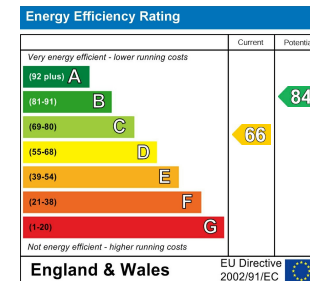 Energy Efficiency Rating
Current Potential
Very energy efficient - lower running costs
(92 plus) A
(81-91) B
84
(69-80) C
66
(55-68) D
(39-54) E
(21-38) F
(1-20) G
Not energy efficient - higher running costs
England & Wales
EU Directive
2002/91/EC